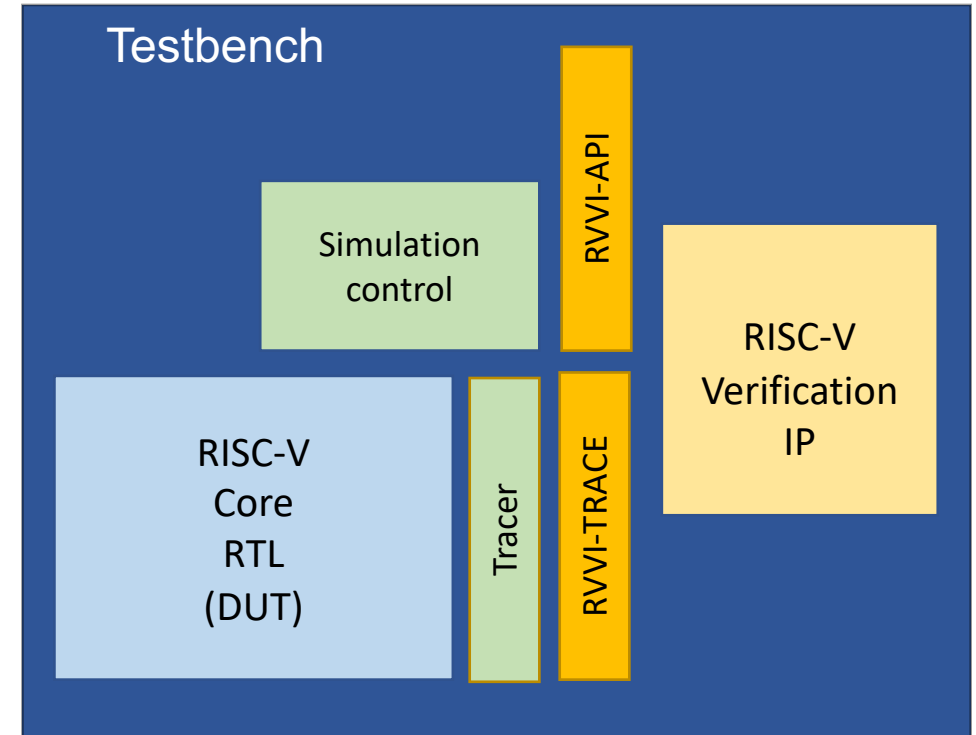 Testbench
RVVI-API
Simulation
control
RISC-V
Verification
IP
RISC-V
Core
RTL
(DUT)
Tracer
RVVI-TRACE